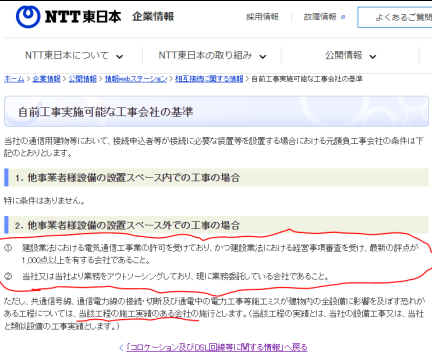 NTT東日本 企業情報
採用情報 故障情報 よくあるご質問
NTT東日本について NTT東日本の取り組み 公開情報
ホーム > 企業情報 > 公開情報 > 情報webステーション > 相互接続に関する情報 > 自前工事実施可能な工事会社の基準
自前工事実施可能な工事会社の基準
当社の通信用建物等において、接続申込者等が接続に必要な装置等を設置する場合における元請負工事会社の条件は下
記のとおりとします。
1. 他事業者様設備の設置スペース内での工事の場合
特に条件はありません。
2. 他事業者様設備の設置スペース外での工事の場合
① 建設業法における電気通信工事業の許可を受けており、かつ建設業法における経営事項審査を受け、最新の評点が
1,000点以上を有する会社であること。
② 当社又は当社より業務をアウトソーシングしており、現に業務委託している会社であること。
ただし、共通信号線、通信電力線の接続・切断及び通電中の電力工事等施工ミスが建物内の全設備に影響を及ぼす恐れが
ある工程については、当該工程の施工実績のある会社の施行とします。（当該工程の実績とは、当社の設備工事又は、当社
と類似設備の工事実績とします。）
< 「コロケーション及びDSL回線等に関する情報」へ戻る